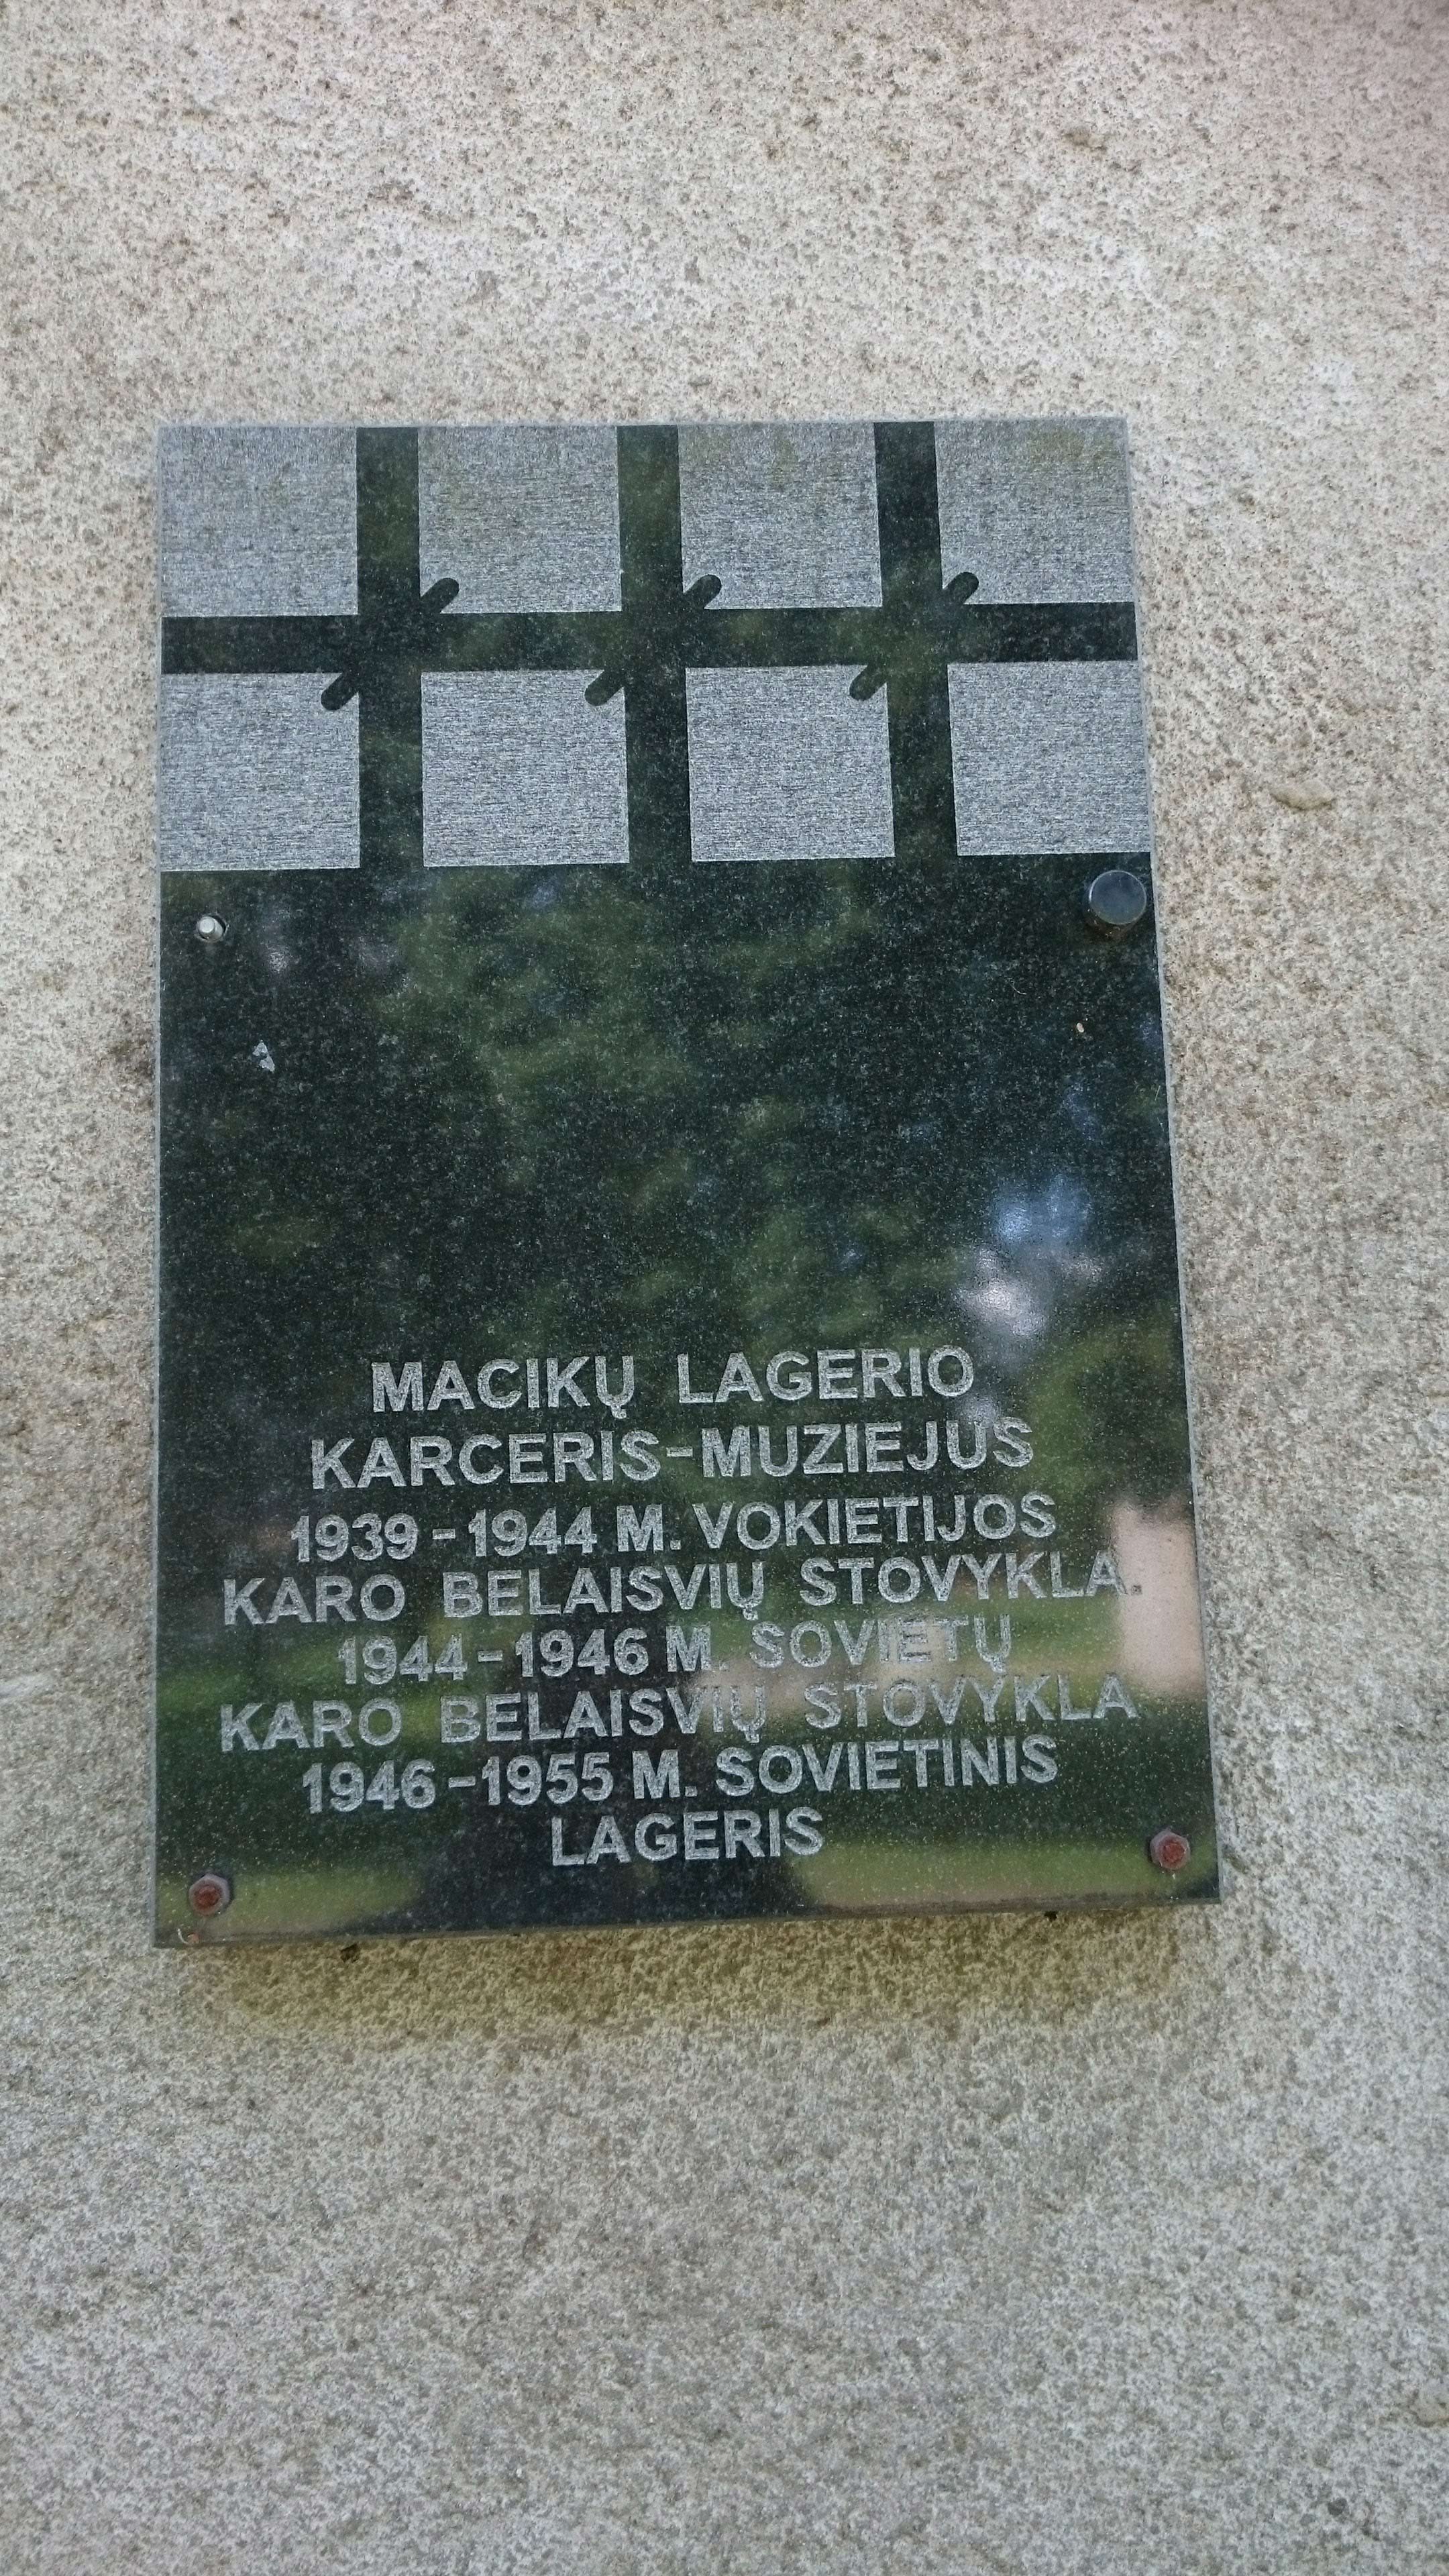 MACIKŲ LAGERIO
KARCERIS-MUZIEJUS
1939-1944 M. VOKIETIJOS
KARO BELAISVIŲ STOVYKLA.
1944-1946 M. SOVIETŲ
KARO BELAISVIŲ STOVYKLA
1946-1955 M. SOVIETINIS
LAGERIS